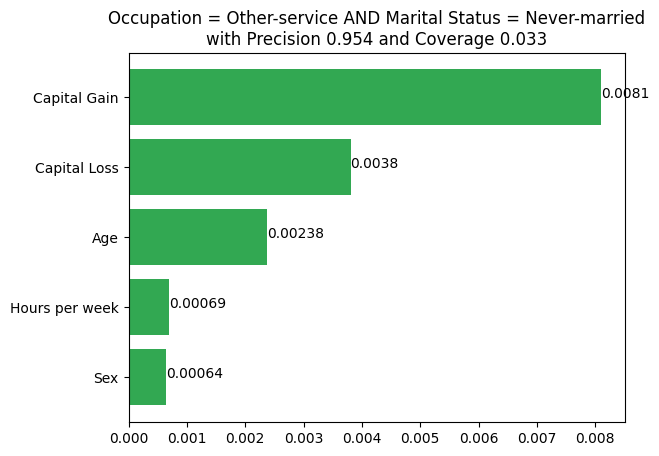 Occupation = Other-service AND Marital Status = Never-married
with Precision 0.954 and Coverage 0.033
Capital Gain
0.0081
Capital Loss
0.0038
Age
0.00238
Hours per week
0.00069
Sex
0.00064
0.000 0.001 0.002 0.003 0.004 0.005 0.006 0.007 0.008